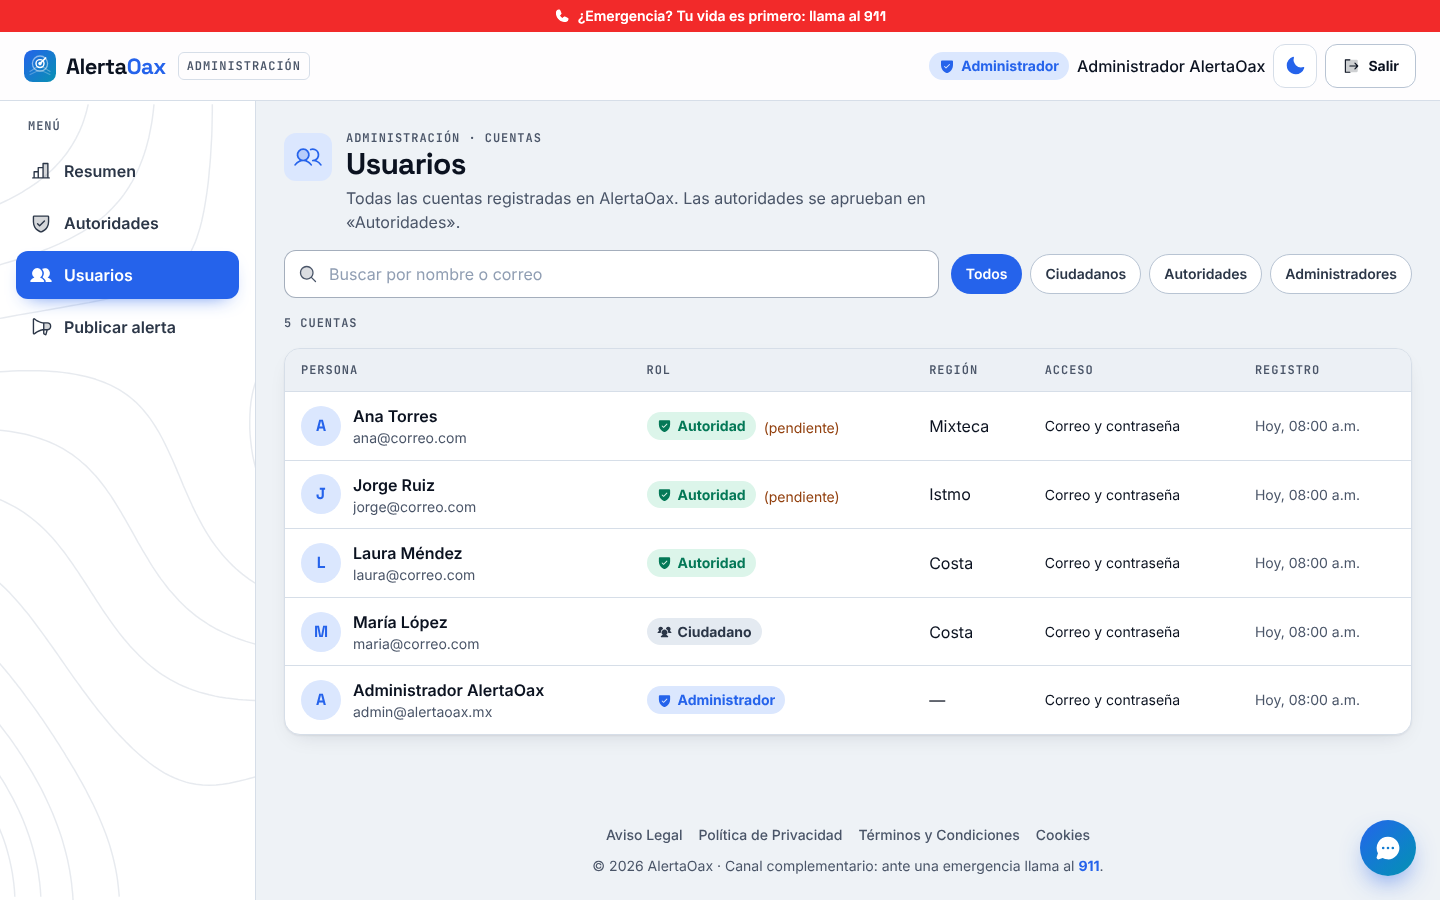 ¿Emergencia? Tu vida es primero: llama al 911
AlertaOax
ADMINISTRACIÓN
Administrador
Administrador AlertaOax
Salir
MENÚ
Resumen
Autoridades
Usuarios
Publicar alerta
ADMINISTRACIÓN · CUENTAS
Usuarios
Todas las cuentas registradas en AlertaOax. Las autoridades se aprueban en
«Autoridades».
Buscar por nombre o correo
Todos
Ciudadanos
Autoridades
Administradores
5 CUENTAS
PERSONA ROL REGIÓN ACCESO REGISTRO
A Ana Torres Autoridad (pendiente) Mixteca Correo y contraseña Hoy, 08:00 a.m.
ana@correo.com
J Jorge Ruiz Autoridad (pendiente) Istmo Correo y contraseña Hoy, 08:00 a.m.
jorge@correo.com
L Laura Méndez Autoridad Costa Correo y contraseña Hoy, 08:00 a.m.
laura@correo.com
M María López Ciudadano Costa Correo y contraseña Hoy, 08:00 a.m.
maria@correo.com
A Administrador AlertaOax Administrador — Correo y contraseña Hoy, 08:00 a.m.
admin@alertaoax.mx
Aviso Legal Política de Privacidad Términos y Condiciones Cookies
© 2026 AlertaOax · Canal complementario: ante una emergencia llama al 911.